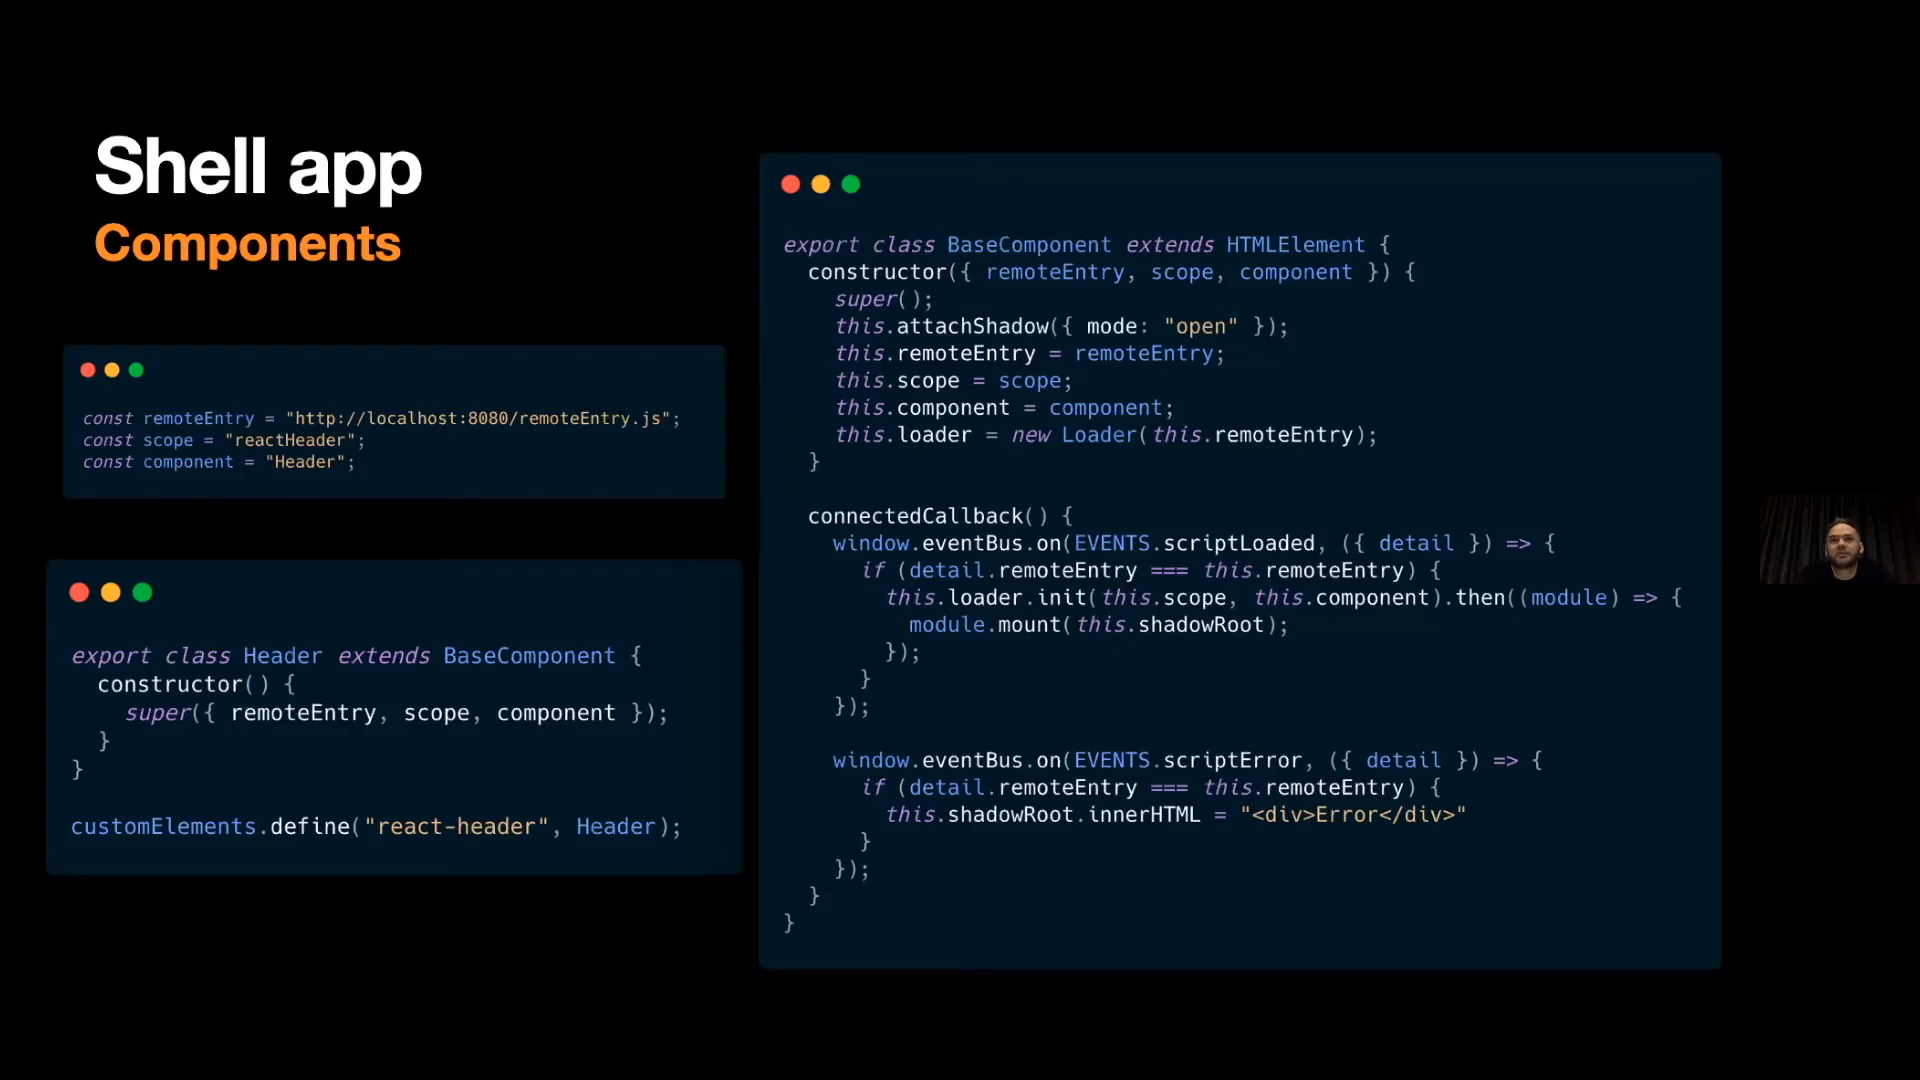 Shell app
Components
const remoteEntry = "http://localhost:8080/remoteEntry.js";
const scope = "reactHeader";
const component = "Header";
export class Header extends BaseComponent {
  constructor() {
    super({ remoteEntry, scope, component });
  }
}

customElements.define("react-header", Header);
export class BaseComponent extends HTMLElement {
  constructor({ remoteEntry, scope, component }) {
    super();
    this.attachShadow({ mode: "open" });
    this.remoteEntry = remoteEntry;
    this.scope = scope;
    this.component = component;
    this.loader = new Loader(this.remoteEntry);
  }

  connectedCallback() {
    window.eventBus.on(EVENTS.scriptLoaded, ({ detail }) => {
      if (detail.remoteEntry === this.remoteEntry) {
        this.loader.init(this.scope, this.component).then((module) => {
          module.mount(this.shadowRoot);
        });
      }
    });

    window.eventBus.on(EVENTS.scriptError, ({ detail }) => {
      if (detail.remoteEntry === this.remoteEntry) {
        this.shadowRoot.innerHTML = "<div>Error</div>"
      }
    });
  }
}